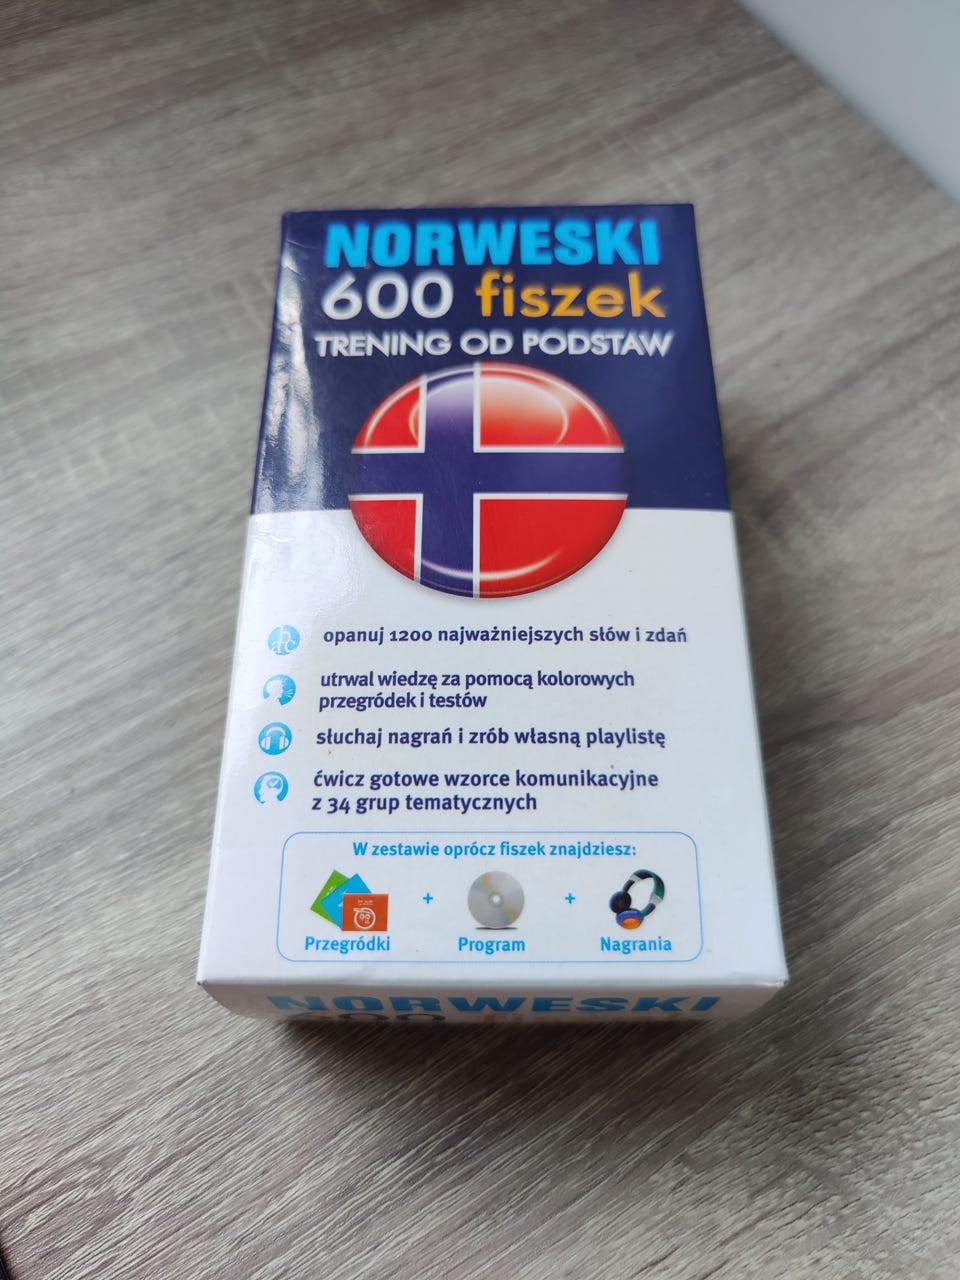 NORWESKI
600 fiszek
TRENING OD PODSTAW
opanuj 1200 najważniejszych słów i zdań
utrwal wiedzę za pomocą kolorowych
przegródek i testów
słuchaj nagrań i zrób własną playlistę
ćwicz gotowe wzorce komunikacyjne
z 34 grup tematycznych
W zestawie oprócz fiszek znajdziesz:
+ +
Przegródki Program Nagrania
NORWESKI
600